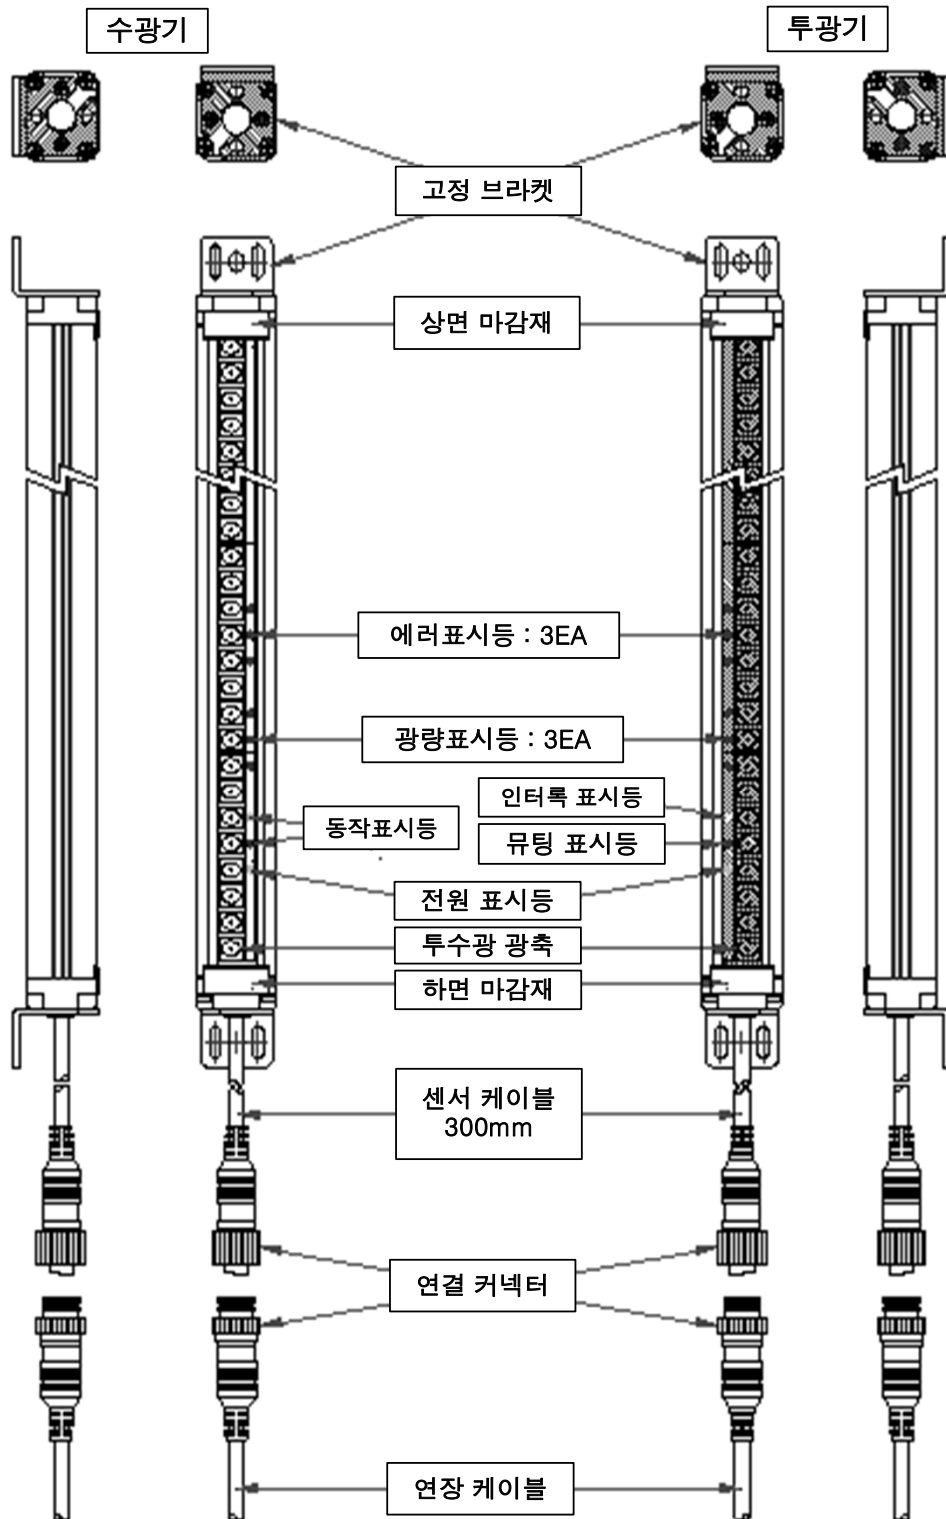 수광기
투광기
고정 브라켓
상면 마감재
에러표시등 : 3EA
광량표시등 : 3EA
인터록 표시등
동작표시등
뮤팅 표시등
전원 표시등
투수광 광축
하면 마감재
센서 케이블
300mm
연결 커넥터
연장 케이블